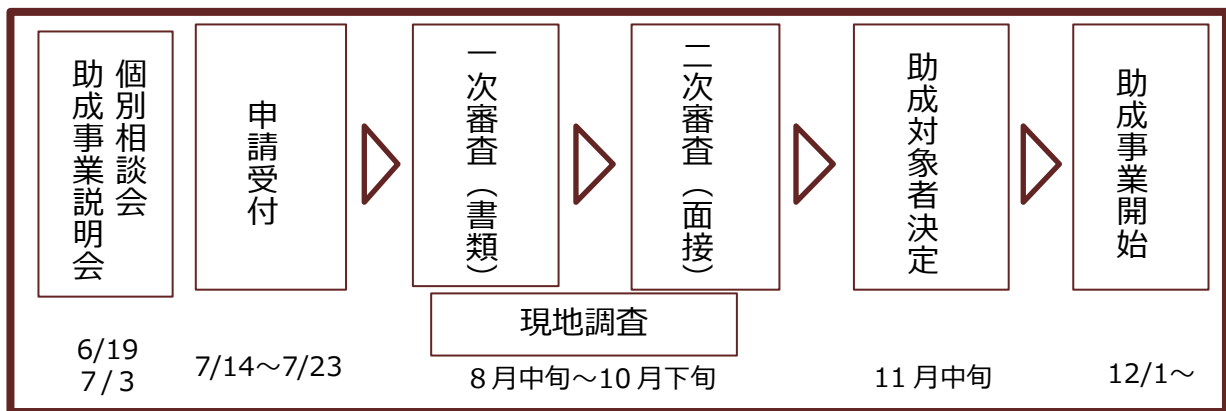 個別相談会
助成事業説明会
申請受付
一次審査（書類）
二次審査（面接）
助成対象者決定
助成事業開始
現地調査
6/19
7/3
7/14～7/23
８月中旬～10月下旬
11月中旬
12/1～